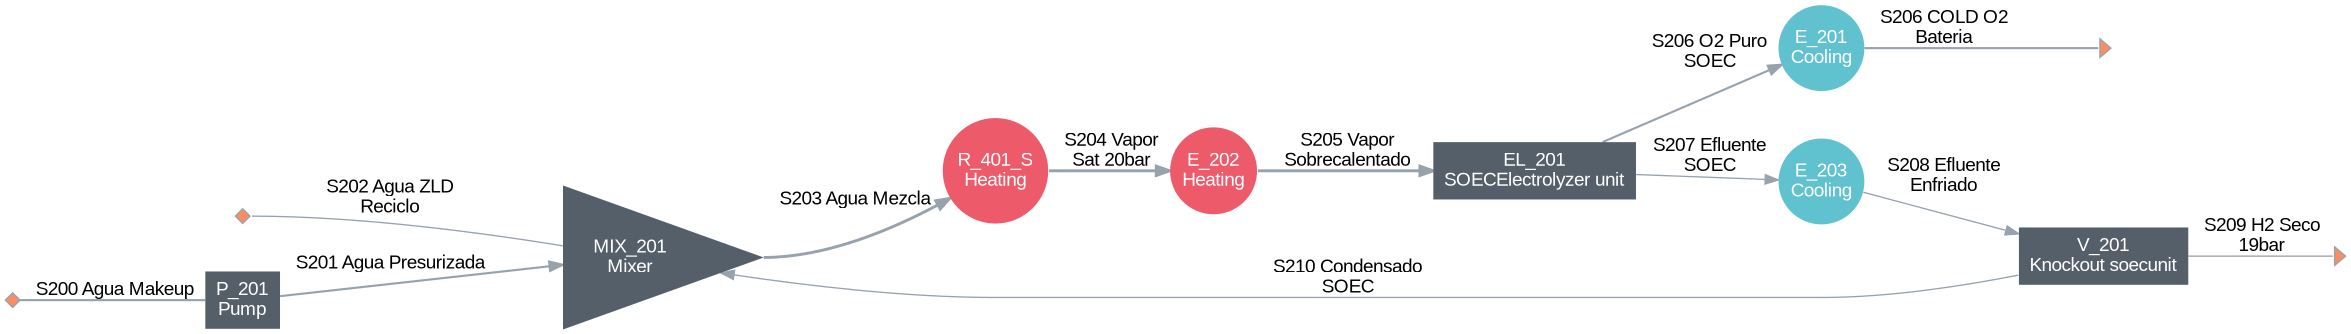 E_201
Cooling
S206 COLD O2
Bateria
S206 O2 Puro
SOEC
R_401_S
Heating
S204 Vapor
Sat 20bar
E_202
Heating
S205 Vapor
Sobrecalentado
EL_201
SOECElectrolyzer unit
S207 Efluente
SOEC
E_203
Cooling
S208 Efluente
Enfriado
S202 Agua ZLD
Reciclo
S203 Agua Mezcla
MIX_201
Mixer
S201 Agua Presurizada
S200 Agua Makeup
P_201
Pump
S210 Condensado
SOEC
V_201
Knockout soecunit
S209 H2 Seco
19bar